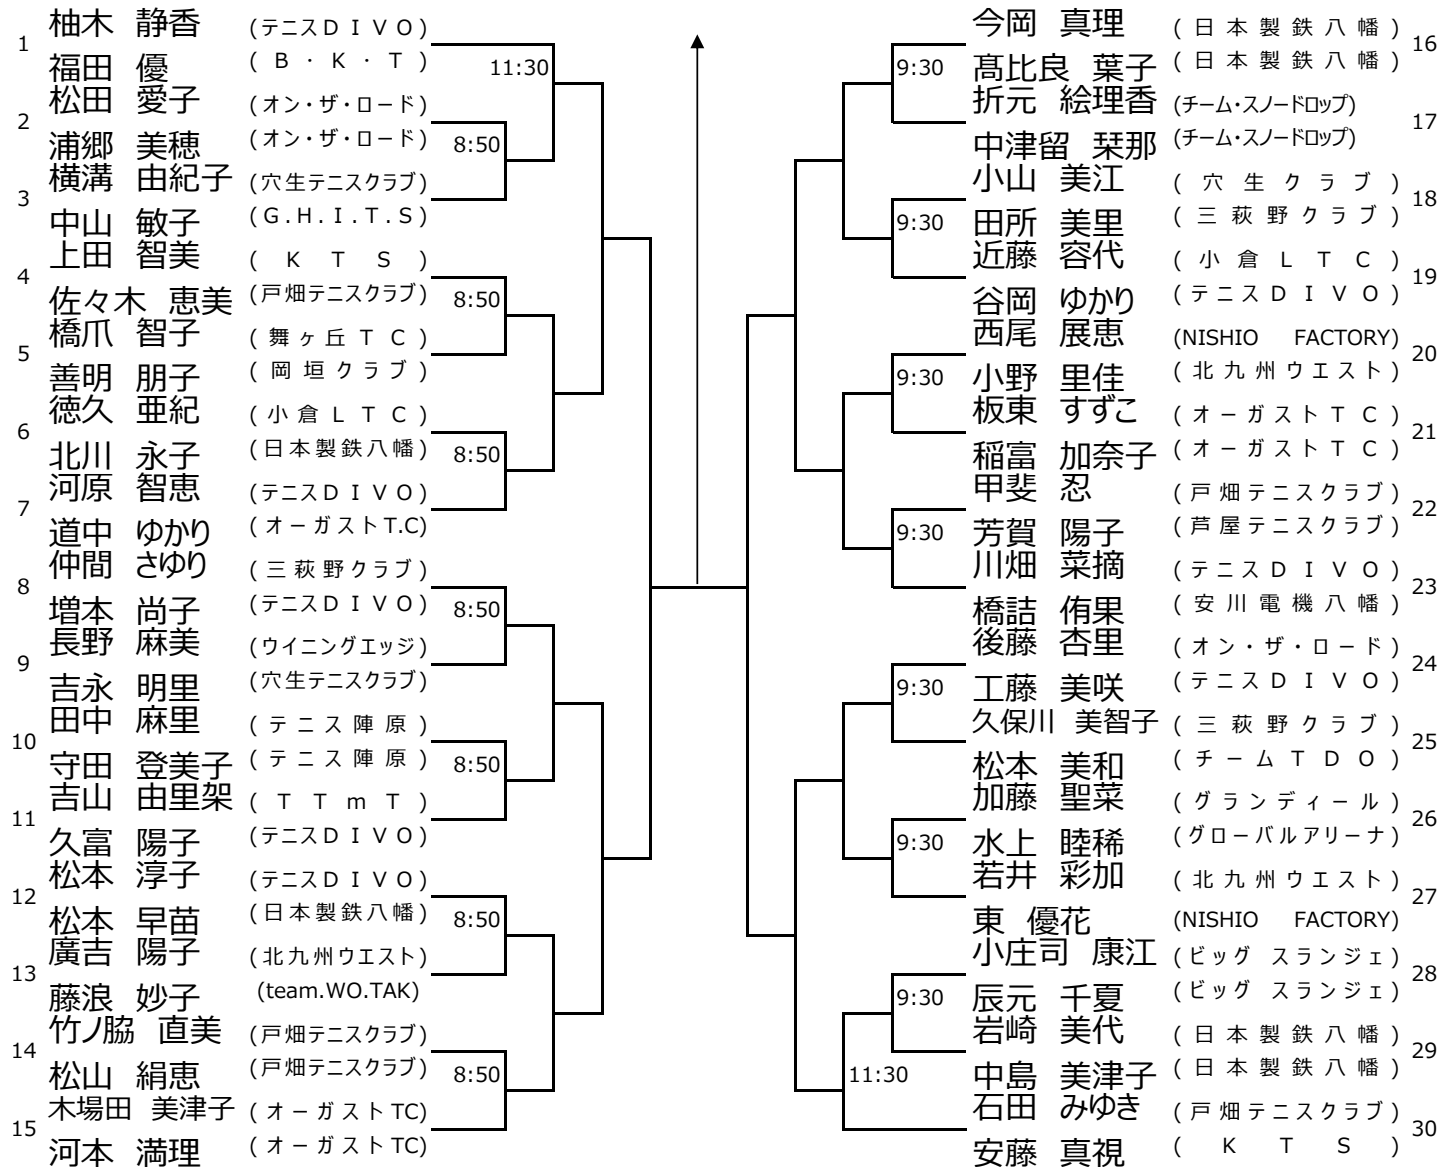 柚木 静香 (テニスＤＩＶＯ)
1
福田 優 (Ｂ・Ｋ・Ｔ) 11:30
松田 愛子 (オン・ザ・ロード)
2
浦郷 美穂 (オン・ザ・ロード) 8:50
横溝 由紀子 (穴生テニスクラブ)
3
中山 敏子 (G.H.I.T.S)
上田 智美 (ＫＴＳ)
4
佐々木 恵美 (戸畑テニスクラブ) 8:50
橋爪 智子 (舞ヶ丘ＴＣ)
5
善明 朋子 (岡垣クラブ)
徳久 亜紀 (小倉ＬＴＣ)
6
北川 永子 (日本製鉄八幡) 8:50
河原 智恵 (テニスＤＩＶＯ)
7
道中 ゆかり (オーガストT.C)
仲間 さゆり (三萩野クラブ)
8
増本 尚子 (テニスＤＩＶＯ) 8:50
長野 麻美 (ウイニングエッジ)
9
吉永 明里 (穴生テニスクラブ)
田中 麻里 (テニス陣原)
10
守田 登美子 (テニス陣原) 8:50
吉山 由里架 (ＴＴｍＴ)
11
久富 陽子 (テニスＤＩＶＯ)
松本 淳子 (テニスＤＩＶＯ)
12
松本 早苗 (日本製鉄八幡) 8:50
廣吉 陽子 (北九州ウエスト)
13
藤浪 妙子 (team.WO.TAK)
竹ノ脇 直美 (戸畑テニスクラブ)
14
松山 絹恵 (戸畑テニスクラブ) 8:50
木場田 美津子 (オーガストTC)
15
河本 満理 (オーガストTC)
今岡 真理 (日本製鉄八幡)
16
9:30 髙比良 葉子 (日本製鉄八幡)
折元 絵理香 (チーム・スノードロップ)
17
中津留 栞那 (チーム・スノードロップ)
小山 美江 (穴生クラブ)
18
9:30 田所 美里 (三萩野クラブ)
近藤 容代 (小倉ＬＴＣ)
19
谷岡 ゆかり (テニスＤＩＶＯ)
西尾 展恵 (NISHIO FACTORY)
20
9:30 小野 里佳 (北九州ウエスト)
板東 すずこ (オーガストＴＣ)
21
稲富 加奈子 (オーガストＴＣ)
甲斐 忍 (戸畑テニスクラブ)
22
9:30 芳賀 陽子 (芦屋テニスクラブ)
川畑 菜摘 (テニスＤＩＶＯ)
23
橋詰 侑果 (安川電機八幡)
後藤 杏里 (オン・ザ・ロード)
24
9:30 工藤 美咲 (テニスＤＩＶＯ)
久保川 美智子 (三萩野クラブ)
25
松本 美和 (チームＴＤＯ)
加藤 聖菜 (グランディール)
26
9:30 水上 睦稀 (グローバルアリーナ)
若井 彩加 (北九州ウエスト)
27
東 優花 (NISHIO FACTORY)
小庄司 康江 (ビッグ スランジェ)
28
9:30 辰元 千夏 (ビッグ スランジェ)
岩崎 美代 (日本製鉄八幡)
29
11:30 中島 美津子 (日本製鉄八幡)
石田 みゆき (戸畑テニスクラブ)
30
安藤 真視 (ＫＴＳ)